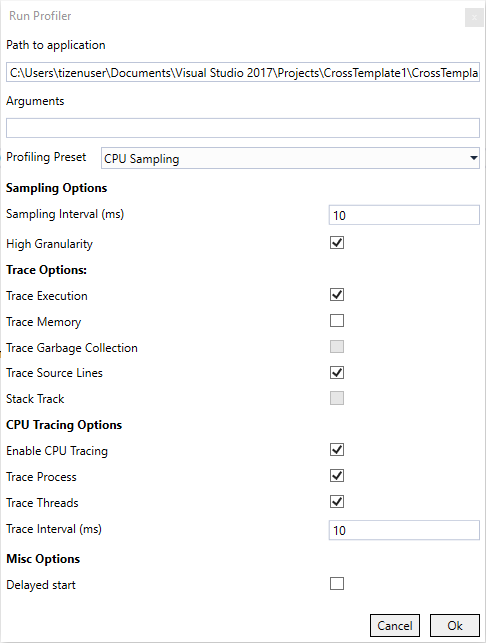 Run Profiler
x
Path to application
C:\Users\tizenuser\Documents\Visual Studio 2017\Projects\CrossTemplate1\CrossTempla
Arguments
Profiling Preset CPU Sampling
Sampling Options
Sampling Interval (ms) 10
High Granularity
Trace Options:
Trace Execution
Trace Memory
Trace Garbage Collection
Trace Source Lines
Stack Track
CPU Tracing Options
Enable CPU Tracing
Trace Process
Trace Threads
Trace Interval (ms) 10
Misc Options
Delayed start
Cancel Ok